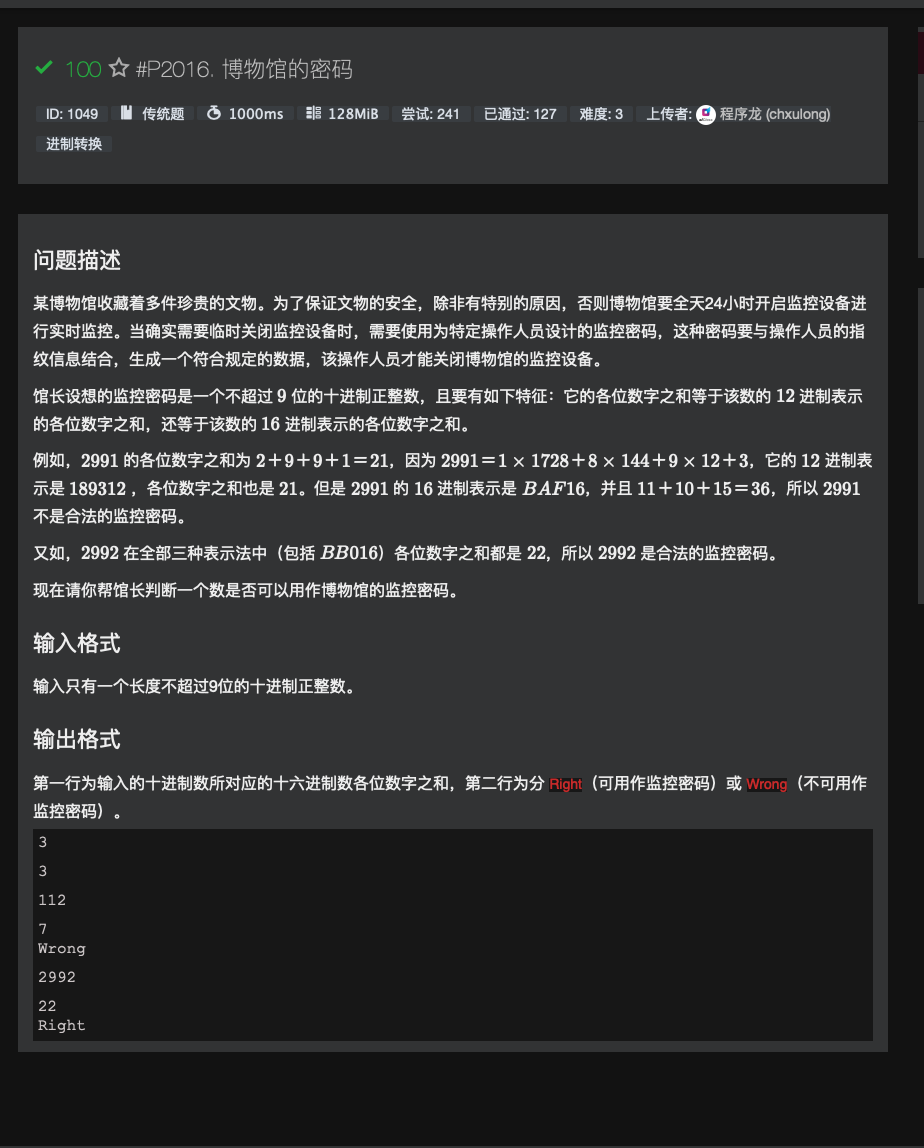 100 #P2016. 博物馆的密码
ID: 1049 传统题 1000ms 128MiB 尝试: 241 已通过: 127 难度: 3 上传者: 程序龙 (chxulong)
进制转换
问题描述
某博物馆收藏着多件珍贵的文物。为了保证文物的安全，除非有特别的原因，否则博物馆要全天24小时开启监控设备进
行实时监控。当确实需要临时关闭监控设备时，需要使用为特定操作人员设计的监控密码，这种密码要与操作人员的指
纹信息结合，生成一个符合规定的数据，该操作人员才能关闭博物馆的监控设备。
馆长设想的监控密码是一个不超过 9 位的十进制正整数，且要有如下特征：它的各位数字之和等于该数的 12 进制表示
的各位数字之和，还等于该数的 16 进制表示的各位数字之和。
例如，2991 的各位数字之和为 2+9+9+1=21，因为 2991=1 × 1728+8 × 144+9 × 12+3，它的 12 进制表
示是 189312 ，各位数字之和也是 21。但是 2991 的 16 进制表示是 BAF16，并且 11+10+15=36，所以 2991
不是合法的监控密码。
又如，2992 在全部三种表示法中（包括 BB016）各位数字之和都是 22，所以 2992 是合法的监控密码。
现在请你帮馆长判断一个数是否可以用作博物馆的监控密码。
输入格式
输入只有一个长度不超过9位的十进制正整数。
输出格式
第一行为输入的十进制数所对应的十六进制数各位数字之和，第二行为分 Right（可用作监控密码）或 Wrong（不可用作
监控密码）。
3
3
112
7
Wrong
2992
22
Right